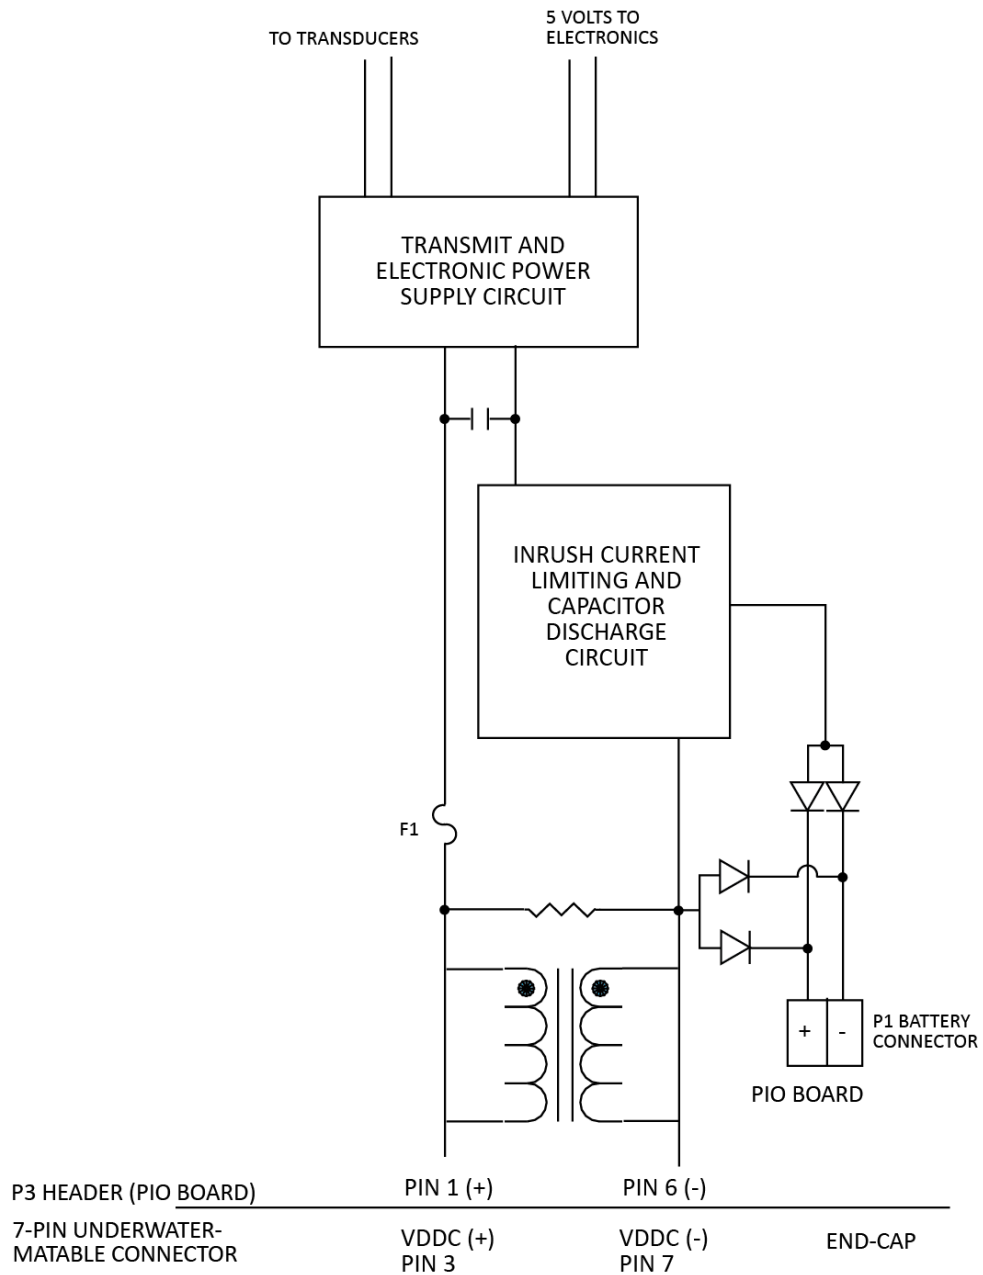 TO TRANSDUCERS
5 VOLTS TO
ELECTRONICS
TRANSMIT AND
ELECTRONIC POWER
SUPPLY CIRCUIT
INRUSH CURRENT
LIMITING AND
CAPACITOR
DISCHARGE
CIRCUIT
F1
+ -
P1 BATTERY
CONNECTOR
PIO BOARD
P3 HEADER (PIO BOARD)
PIN 1 (+)
PIN 6 (-)
7-PIN UNDERWATER-
MATABLE CONNECTOR
VDDC (+)
PIN 3
VDDC (-)
PIN 7
END-CAP